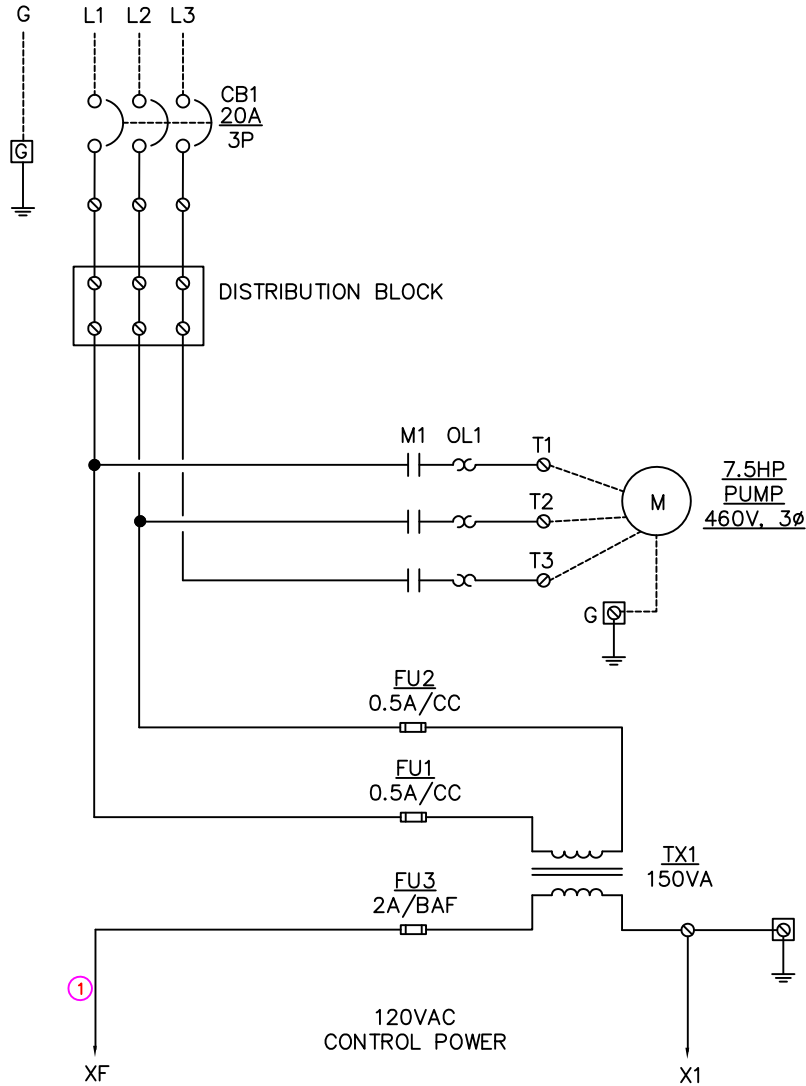 G
L1
L2
L3
CB1
20A
3P
G
DISTRIBUTION BLOCK
M1
OL1
T1
T2
T3
M
7.5HP
PUMP
460V, 3ø
G
FU2
0.5A/CC
FU1
0.5A/CC
TX1
150VA
FU3
2A/BAF
1
120VAC
CONTROL POWER
XF
X1